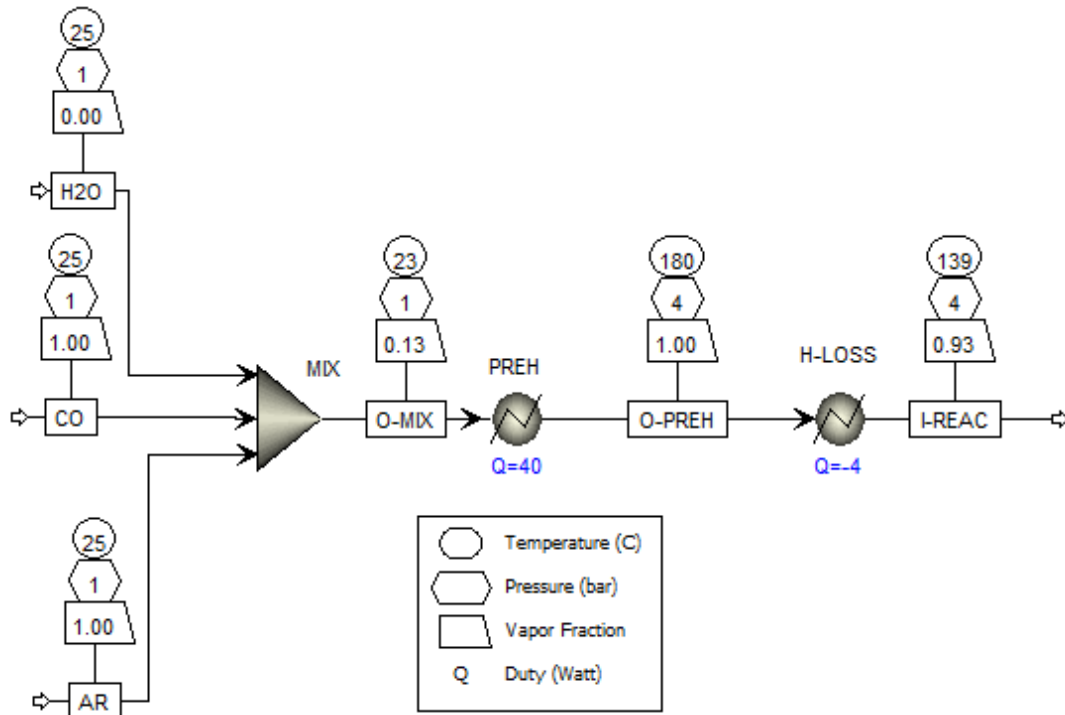 25
1
0.00
H2O
25
1
1.00
CO
25
1
1.00
AR
MIX
23
1
0.13
O-MIX
PREH
Q=40
180
4
1.00
O-PREH
H-LOSS
Q=-4
139
4
0.93
I-REAC
Temperature (C)
Pressure (bar)
Vapor Fraction
Q Duty (Watt)